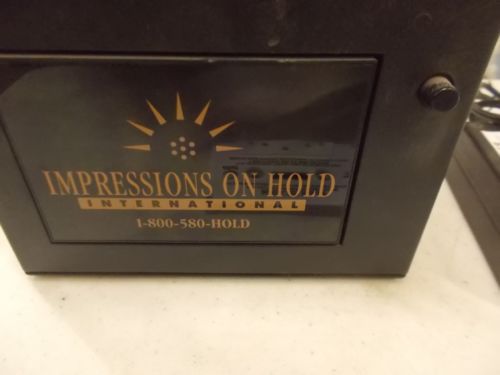 IMPRESSIONS ON HOLD
INTERNATIONAL
1-800-580-HOLD